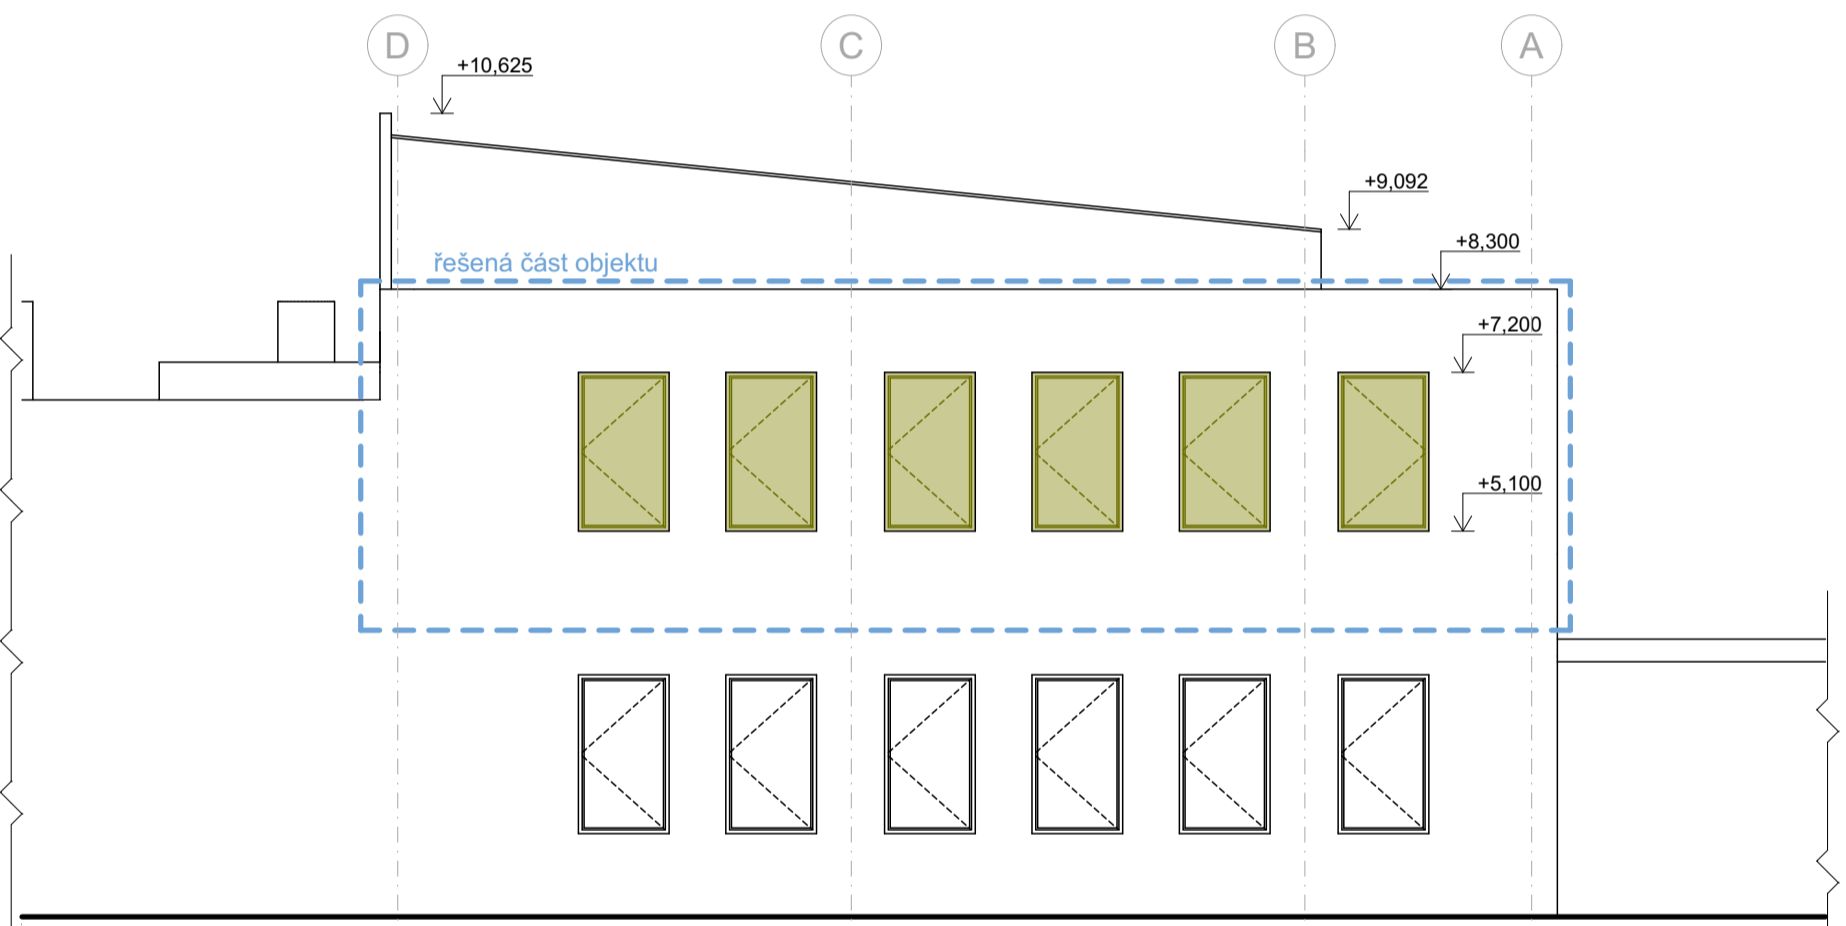 D
C
B
A
+10,625
+9,092
+8,300
řešená část objektu
+7,200
+5,100